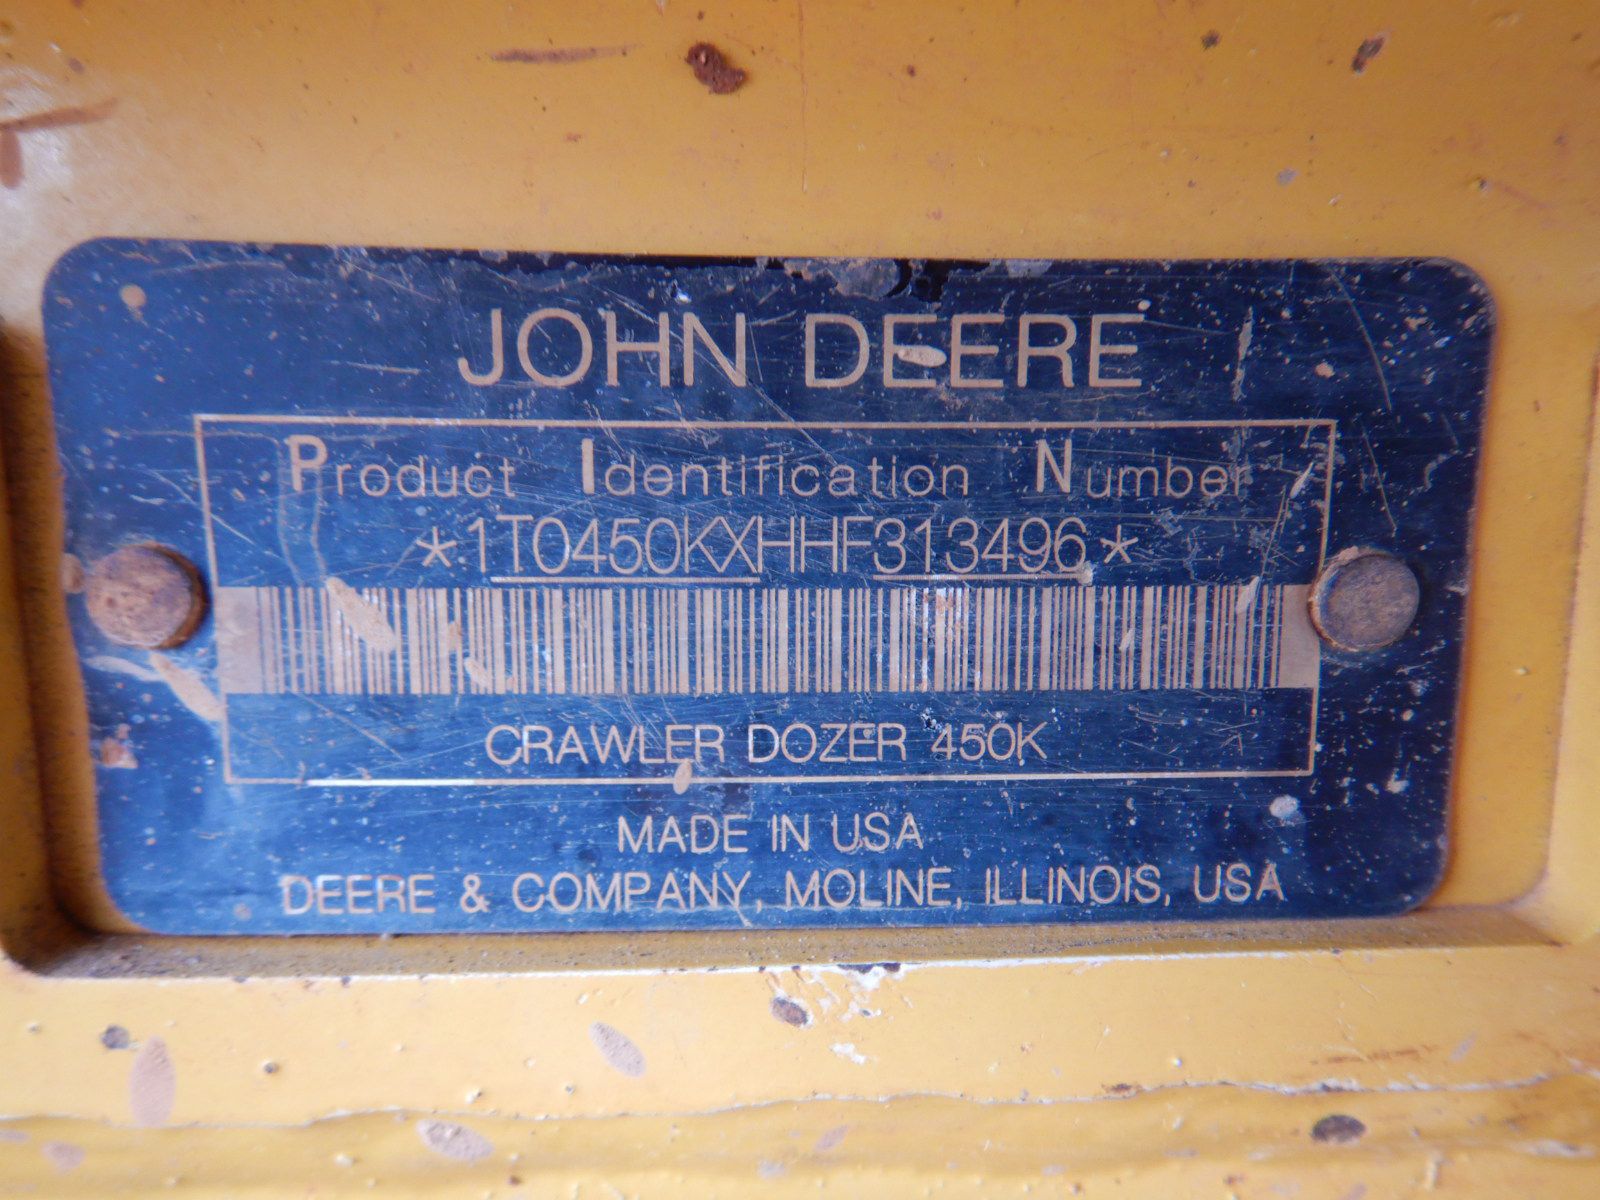 JOHN DEERE
Product Identification Number
*1T0450KXHHF313496*
CRAWLER DOZER 450K
MADE IN USA
DEERE & COMPANY, MOLINE, ILLINOIS, USA